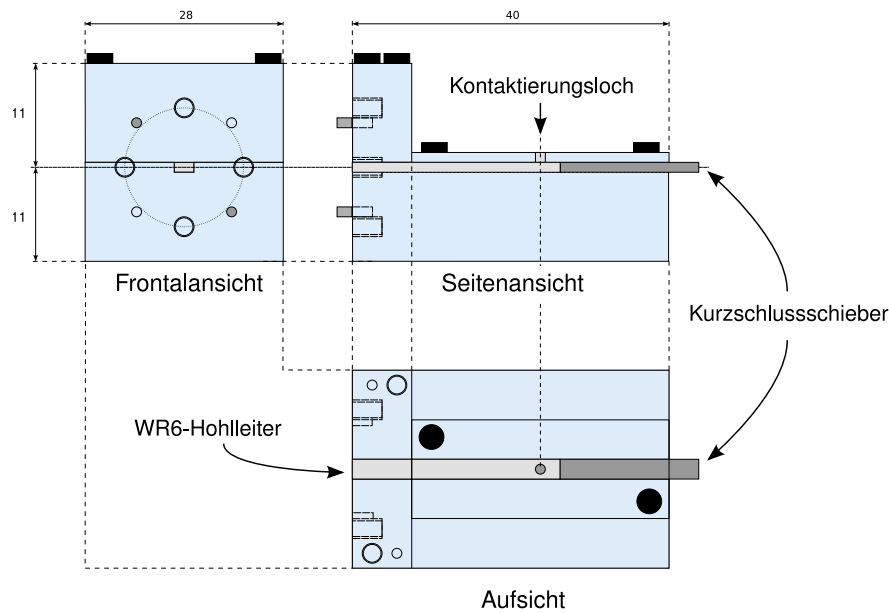 28
40
11
11
Kontaktierungsloch
Frontalansicht
Seitenansicht
Kurzschlussschieber
WR6-Hohlleiter
Aufsicht